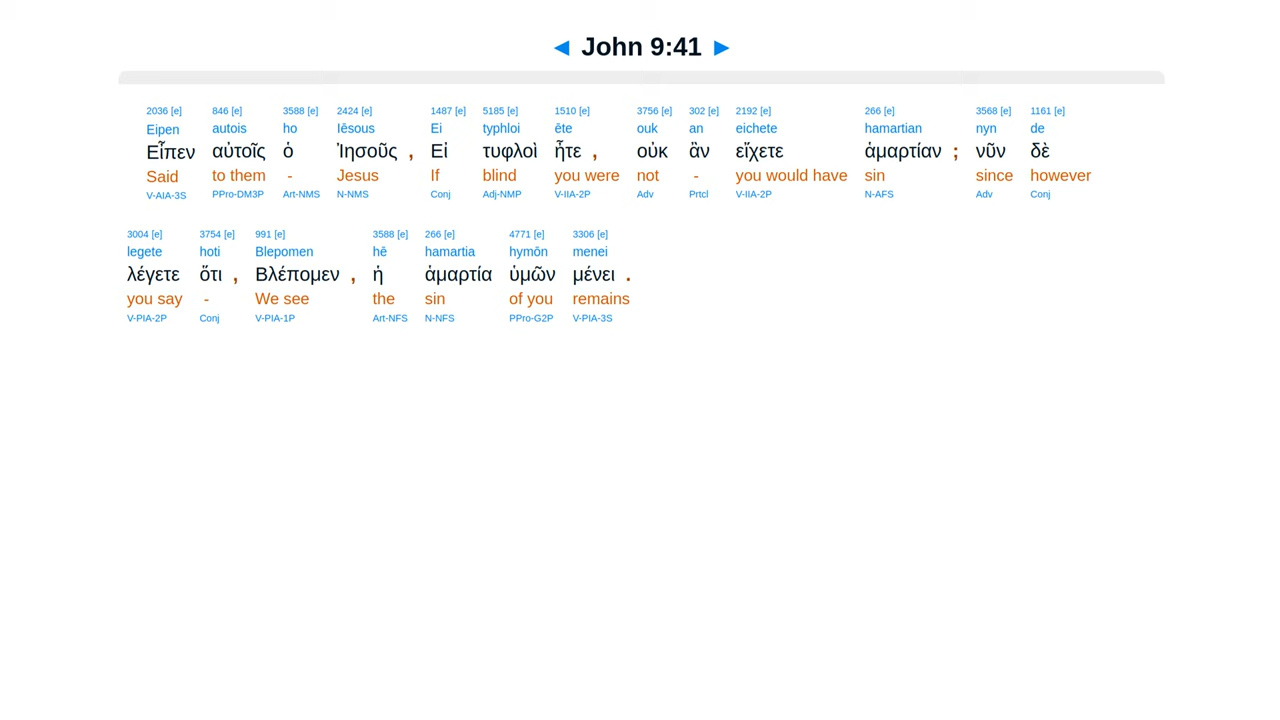 ◄ John 9:41 ►
2036 [e] 846 [e] 3588 [e] 2424 [e] 1487 [e] 5185 [e] 1510 [e] 3756 [e] 302 [e] 2192 [e] 266 [e] 3568 [e] 1161 [e]
Eipen autois ho Iēsous Ei typhloi ēte ouk an eichete hamartian nyn de
Εἶπεν αὐτοῖς ὁ Ἰησοῦς , Εἰ τυφλοὶ ἦτε , οὐκ ἂν εἴχετε ἁμαρτίαν ; νῦν δὲ
Said to them - Jesus If blind you were not - you would have sin since however
V-AIA-3S PPro-DM3P Art-NMS N-NMS Conj Adj-NMP V-IIA-2P Adv Prtcl V-IIA-2P N-AFS Adv Conj
3004 [e] 3754 [e] 991 [e] 3588 [e] 266 [e] 4771 [e] 3306 [e]
legete hoti Blepomen hē hamartia hymōn menei
λέγετε ὅτι , Βλέπομεν , ἡ ἁμαρτία ὑμῶν μένει .
you say - We see the sin of you remains
V-PIA-2P Conj V-PIA-1P Art-NFS N-NFS PPro-G2P V-PIA-3S